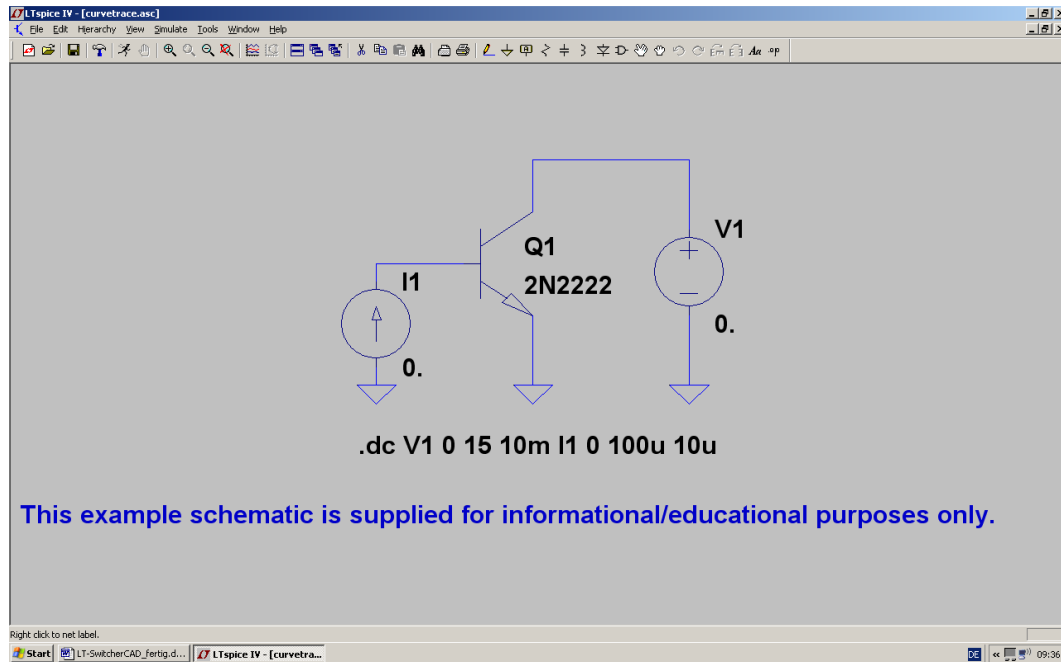 LTspice IV - [curvetrace.asc]
File Edit Hierarchy View Simulate Tools Window Help
Aa .op
V1
Q1
I1
2N2222
0.
0.
.dc V1 0 15 10m I1 0 100u 10u
This example schematic is supplied for informational/educational purposes only.
Right click to net label.
Start LT-SwitcherCAD_fertig.d... LTspice IV - [curvetra... DE « 09:36